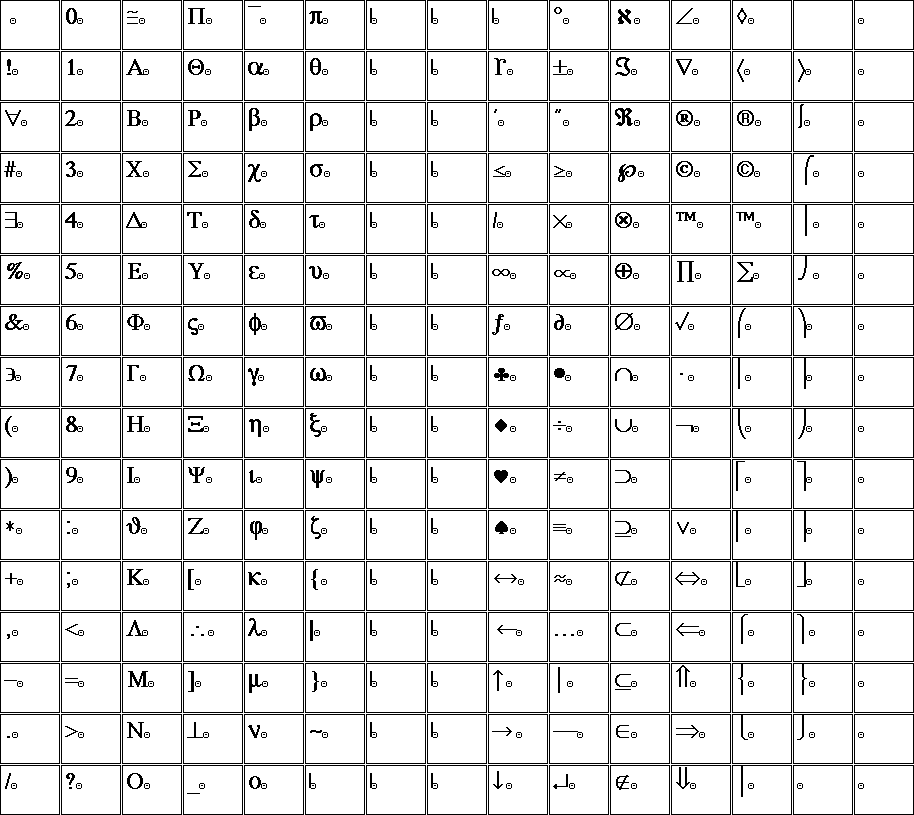 0 ≅ Π ‾ π ° ℵ ∠ ◊
! 1 Α Θ α θ ϒ ± ℑ ∇ 〈 〉
∀ 2 Β Ρ β ρ ′ ″ ℜ ® ® ∫
# 3 Χ Σ χ σ ≤ ≥ ℘ © © ⌠
∃ 4 Δ Τ δ τ / × ⊗ ™ ™ ⎮
% 5 Ε Υ ε υ ∞ ∝ ⊕ ∏ ∑ ⌡
& 6 Φ ς φ ϖ ƒ ∂ ∅ √ ⎛ ⎞
∍ 7 Γ Ω γ ω ♣ • ∩ ⋅ ⎜ ⎟
( 8 Η Ξ η ξ ♦ ÷ ∪ ¬ ⎝ ⎠
) 9 Ι Ψ ι ψ ♥ ≠ ⊃ ⎡ ⎤
* : ϑ Ζ ϕ ζ ♠ ≡ ⊇ ∨ ⎢ ⎥
+ ; Κ [ κ { ↔ ≈ ⊄ ⇔ ⎣ ⎦
, < Λ ∴ λ | ← … ⊂ ⇐ ⎧ ⎫
− = Μ ] μ } ↑ | ⊆ ⇑ ⎨ ⎬
. > Ν ⊥ ν ~ → — ∈ ⇒ ⎩ ⎭
/ ? Ο _ ο ↓ ↵ ∉ ⇓ ⎪